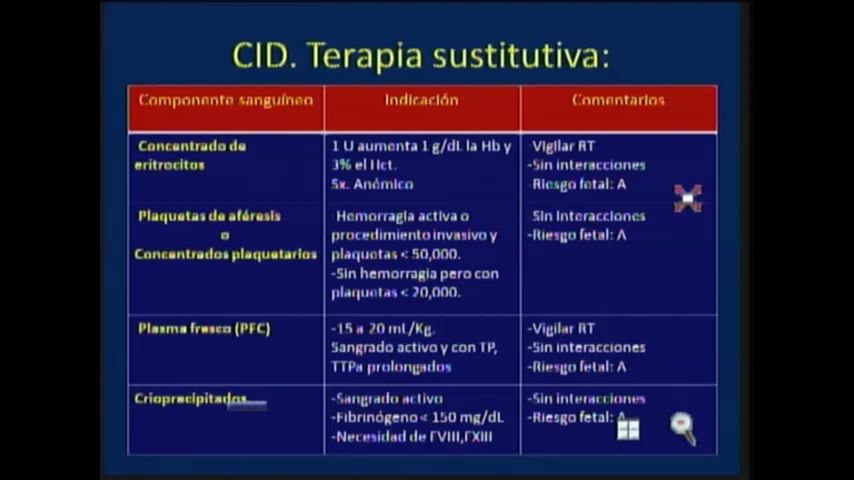 CID. Terapia sustitutiva:
Componente sanguíneo
Indicación
Comentarios
Concentrado de
eritrocitos
1 U aumenta 1 g/dL la Hb y
3% el Hct.
Sx. Anémico
-Vigilar RT
-Sin interacciones
Riesgo fetal: A
Plaquetas de aféresis
o
Concentrados plaquetarios
Hemorragia activa o
procedimiento invasivo y
plaquetas < 50,000.
-Sin hemorragia pero con
plaquetas < 20,000.
Sin interacciones
-Riesgo fetal: A
Plasma fresco (PFC)
-15 a 20 mL/Kg.
Sangrado activo y con TP,
TTPa prolongados
-Vigilar RT
-Sin interacciones
-Riesgo fetal: A
Crioprecipitados
-Sangrado activo
-Fibrinógeno < 150 mg/dL
-Necesidad de FVIII,FXIII
-Sin interacciones
-Riesgo fetal: A